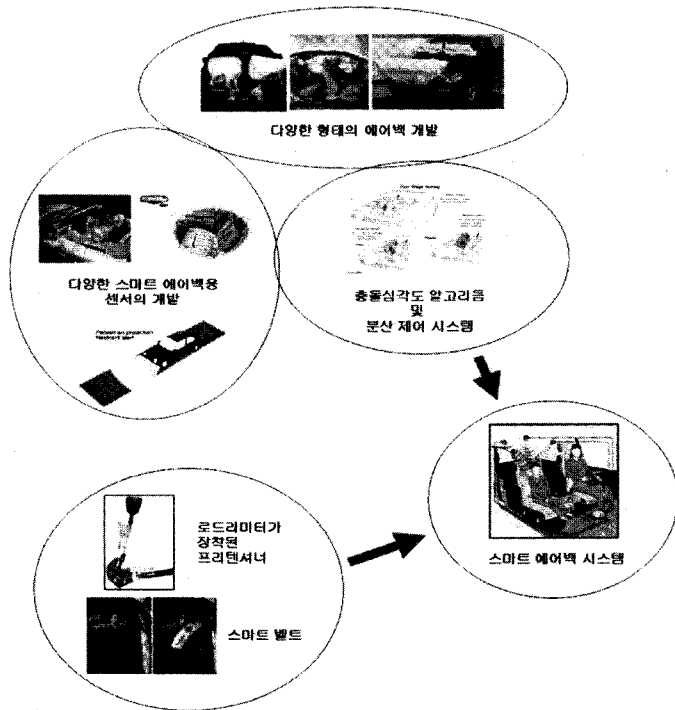 다양한 형태의 에어백 개발
다양한 스마트 에어백용
센서의 개발
충돌심각도 알고리듬
및
분산 제어 시스템
스마트 에어백 시스템
로드리미터가
장착된
프리텐셔너
스마트 벨트